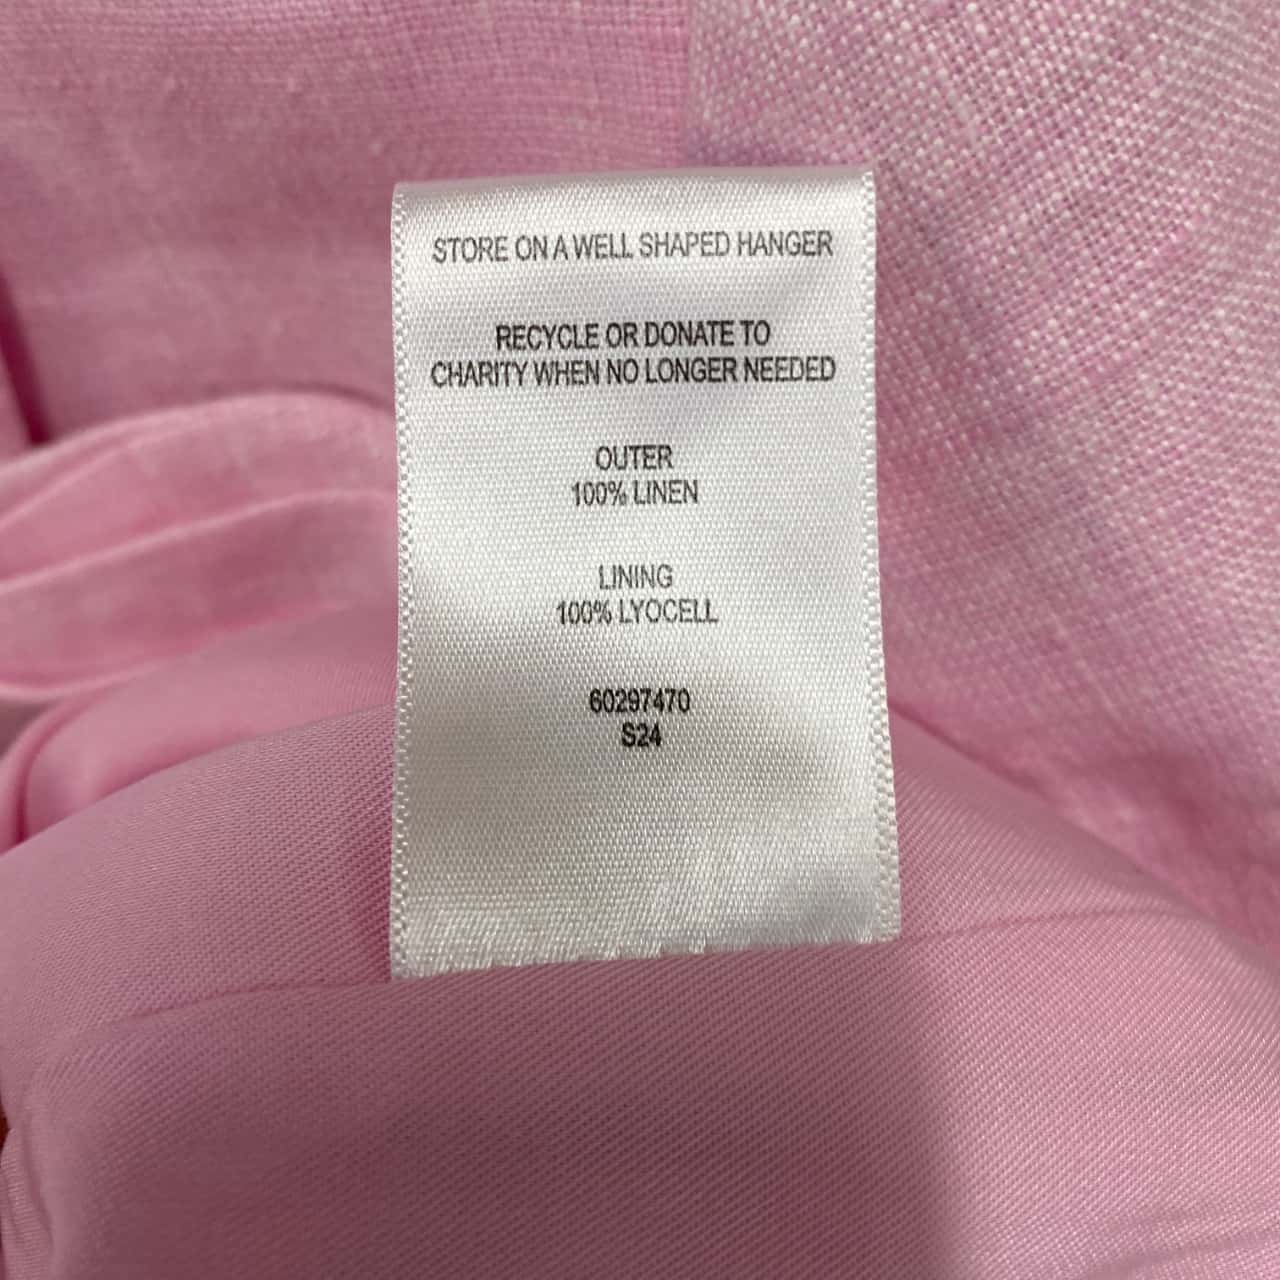 STORE ON A WELL SHAPED HANGER
RECYCLE OR DONATE TO
CHARITY WHEN NO LONGER NEEDED
OUTER
100% LINEN
LINING
100% LYOCELL
60297470
S24